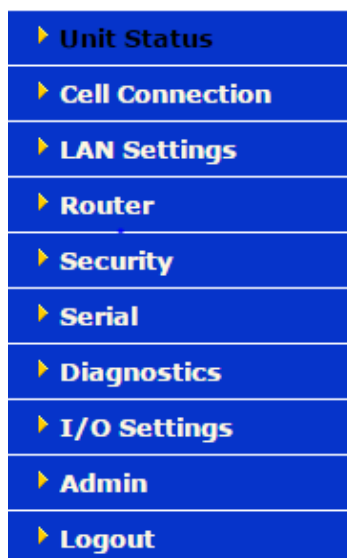 Unit Status
Cell Connection
LAN Settings
Router
Security
Serial
Diagnostics
I/O Settings
Admin
Logout